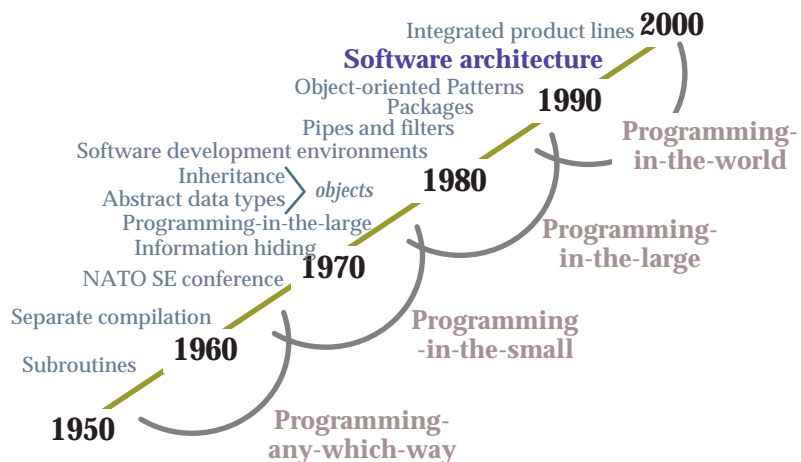 Integrated product lines 2000
Software architecture
Object-oriented Patterns
Packages
1990
Pipes and filters
Programming-
in-the-world
Software development environments
Inheritance
Abstract data types
objects
1980
Programming-in-the-large
Information hiding
Programming-
in-the-large
1970
NATO SE conference
Separate compilation
Programming
-in-the-small
1960
Subroutines
1950
Programming-
any-which-way